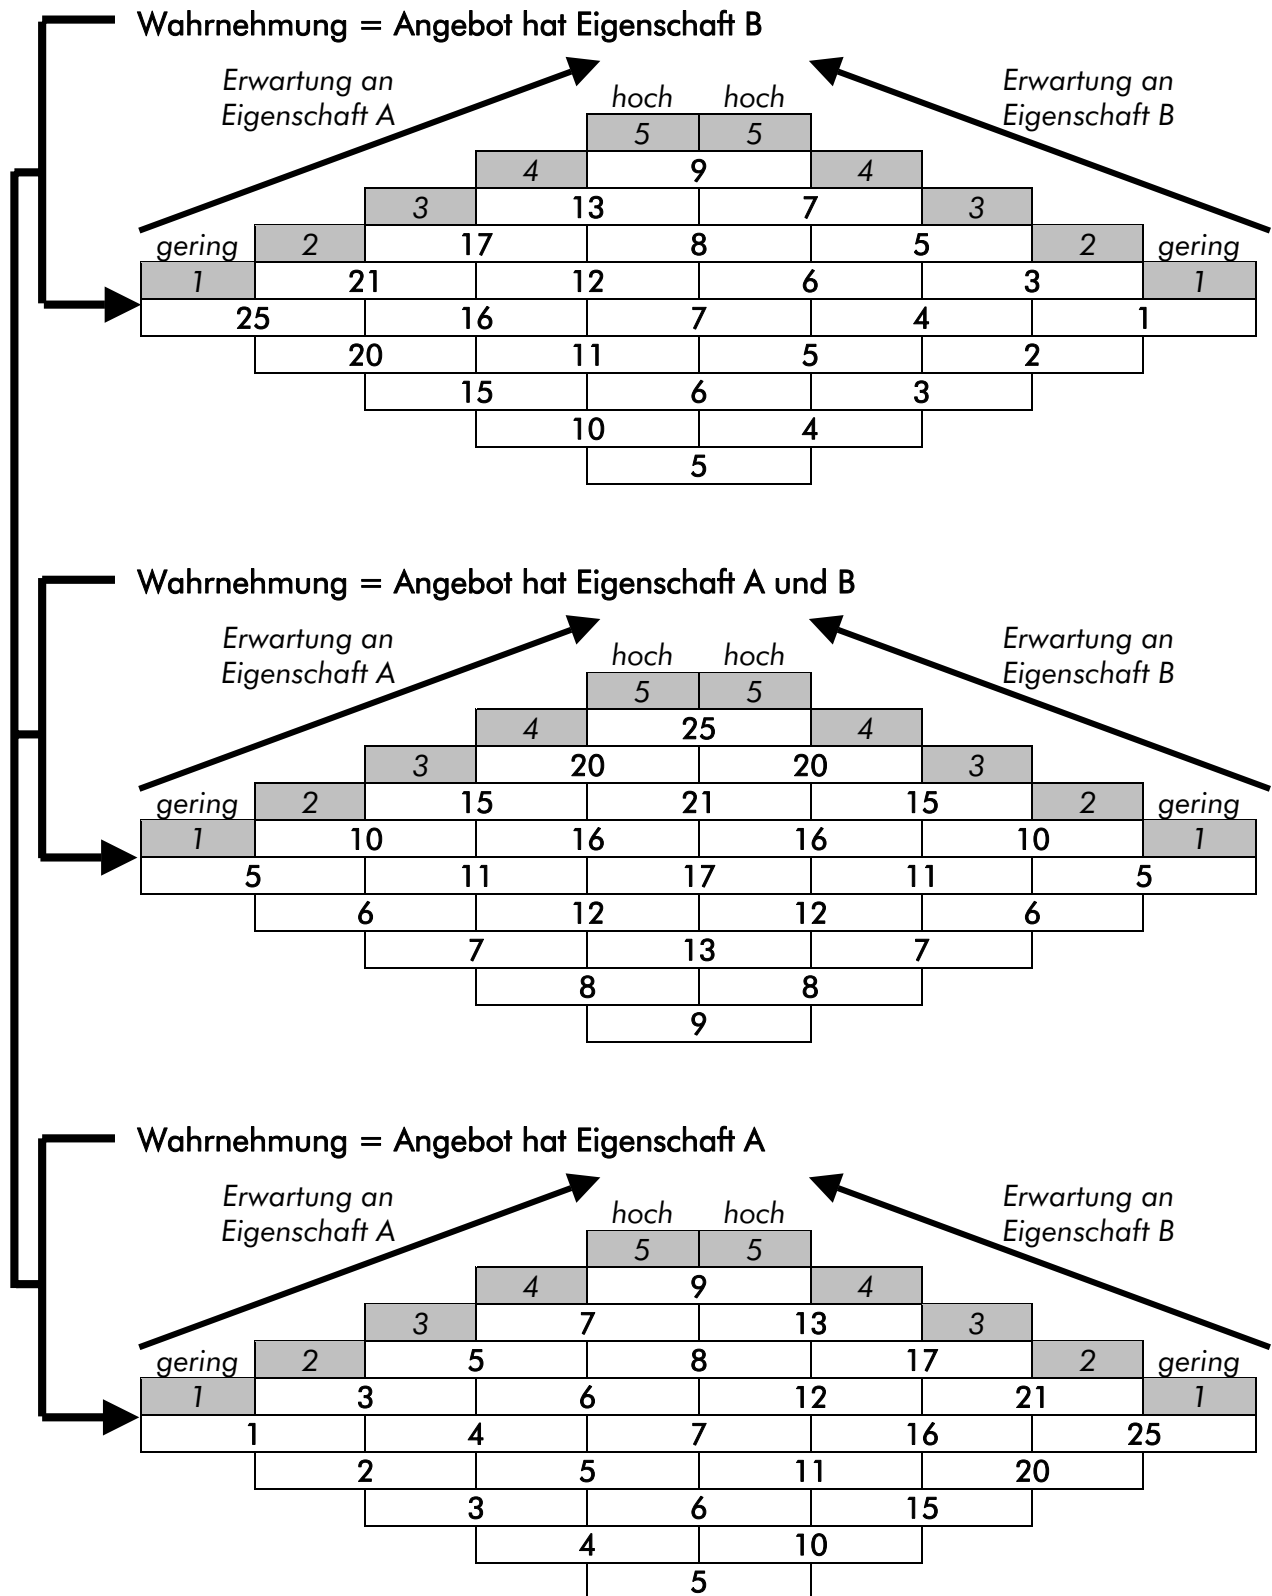 Wahrnehmung = Angebot hat Eigenschaft B
Erwartung an Erwartung an
Eigenschaft A Eigenschaft B
hoch hoch
5 5
4 9 4
3 13 7 3
gering 2 17 8 5 2 gering
1 21 12 6 3 1
25 16 7 4 1
20 11 5 2
15 6 3
10 4
5
Wahrnehmung = Angebot hat Eigenschaft A und B
Erwartung an Erwartung an
Eigenschaft A Eigenschaft B
hoch hoch
5 5
4 25 4
3 20 20 3
gering 2 15 21 15 2 gering
1 10 16 16 10 1
5 11 17 11 5
6 12 12 6
7 13 7
8 8
9
Wahrnehmung = Angebot hat Eigenschaft A
Erwartung an Erwartung an
Eigenschaft A Eigenschaft B
hoch hoch
5 5
4 9 4
3 7 13 3
gering 2 5 8 17 2 gering
1 3 6 12 21 1
1 4 7 16 25
2 5 11 20
3 6 15
4 10
5